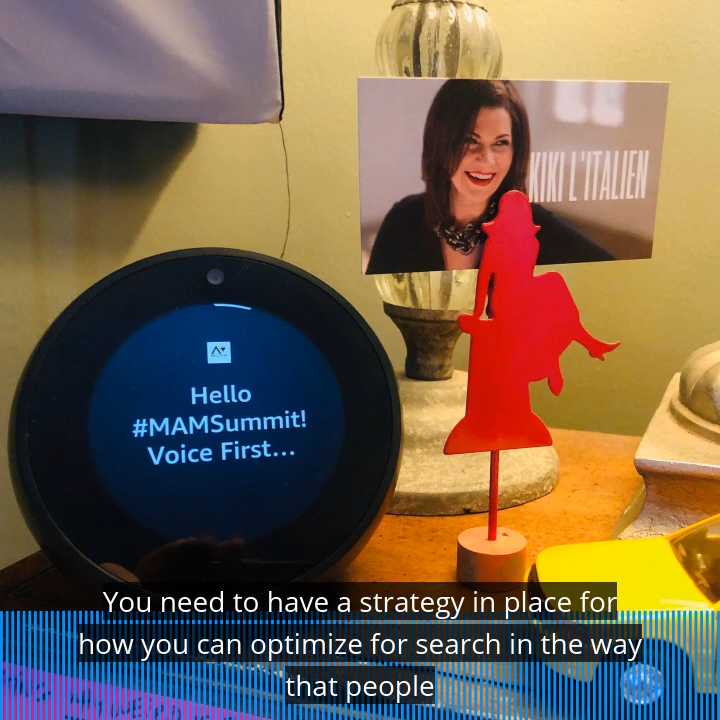 KIKI L'ITALIEN
Hello
#MAMSummit!
Voice First...
You need to have a strategy in place for
how you can optimize for search in the way
that people